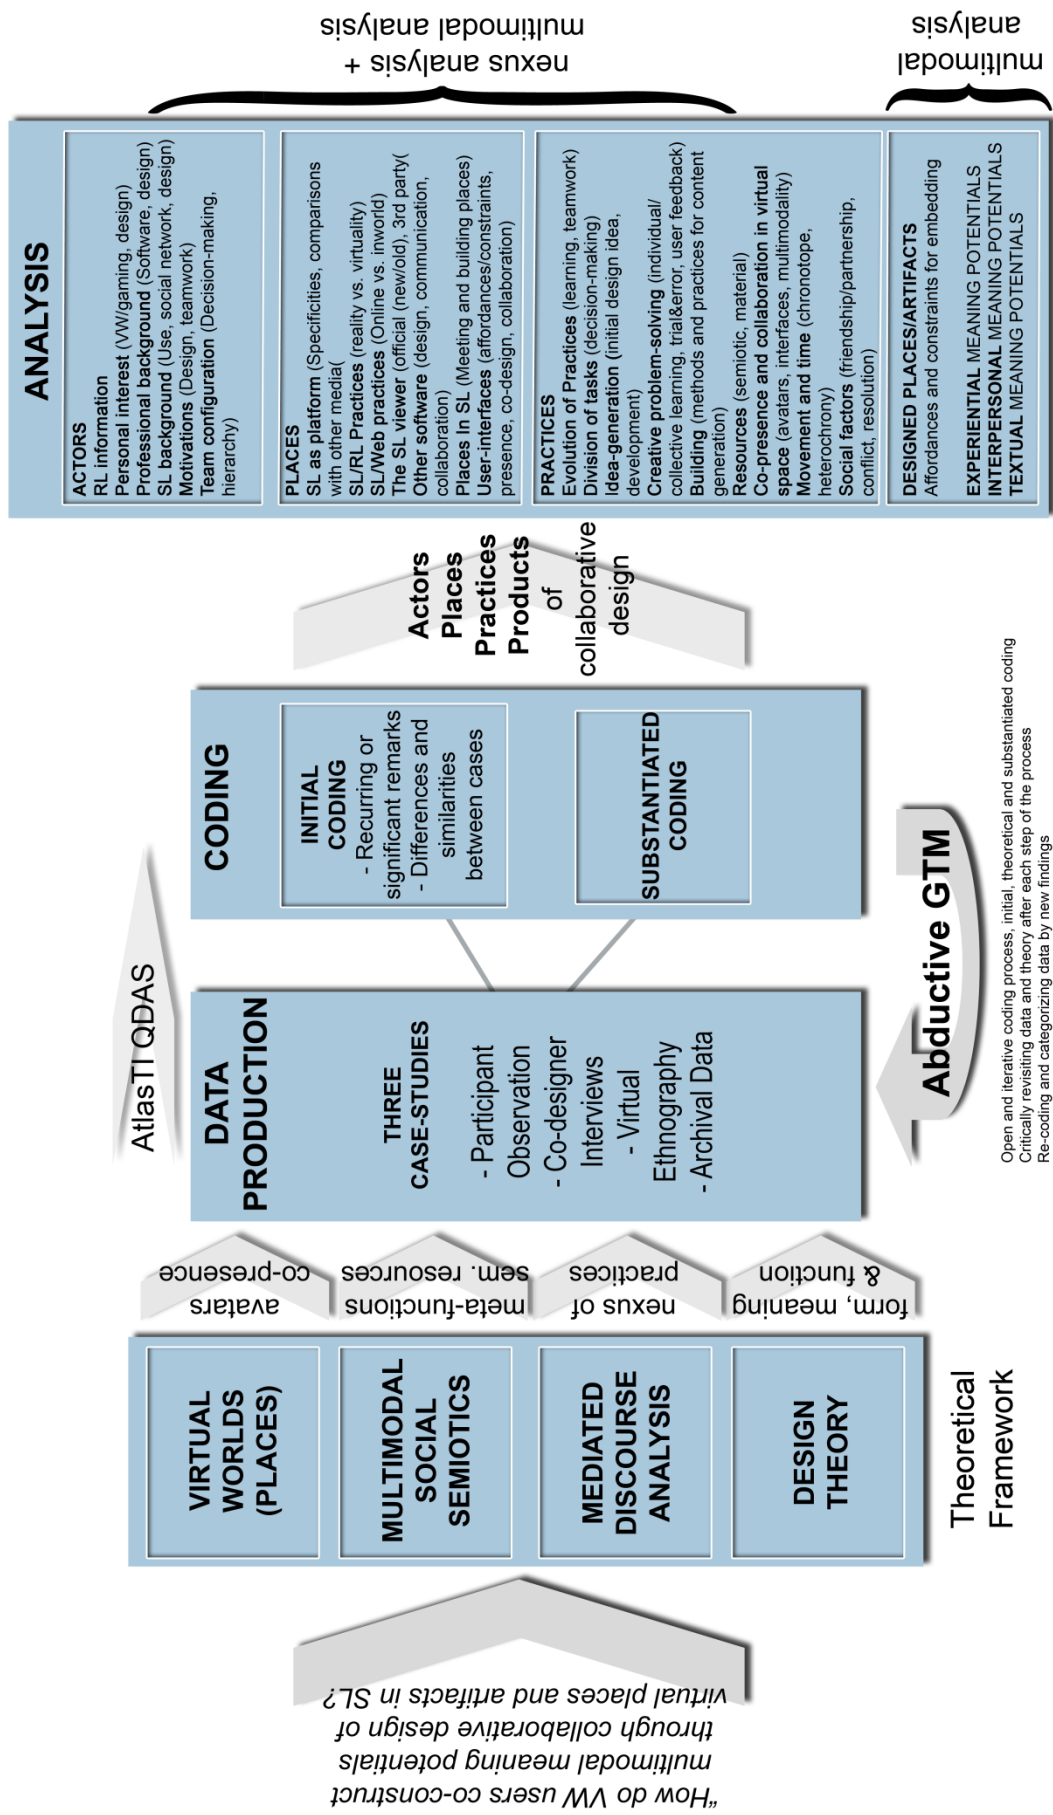 "How do VW users co-construct
multimodal meaning potentials
through collaborative design of
virtual places and artifacts in SL?
VIRTUAL
WORLDS
(PLACES)
MULTIMODAL
SOCIAL
SEMIOTICS
MEDIATED
DISCOURSE
ANALYSIS
DESIGN
THEORY
Theoretical
Framework
avatars
co-presence
meta-functions
sem. resources
nexus of
practices
form, meaning,
& function
AtlasTI QDAS
DATA
PRODUCTION
THREE
CASE-STUDIES
- Participant
Observation
- Co-designer
Interviews
- Virtual
Ethnography
- Archival Data
CODING
INITIAL
CODING
- Recurring or
significant remarks
- Differences and
similarities
between cases
SUBSTANTIATED
CODING
Abductive GTM
Open and iterative coding process, initial, theoretical and substantiated coding
Critically revisting data and theory after each step of the process
Re-coding and categorizing data by new findings
Actors
Places
Practices
Products
of
collaborative
design
ANALYSIS
ACTORS
RL information
Personal interest (VW/gaming, design)
Professional background (Software, design)
SL background (Use, social network, design)
Motivations (Design, teamwork)
Team configuration (Decision-making,
hierarchy)
PLACES
SL as platform (Specificities, comparisons
with other media(
SL/RL Practices (reality vs. virtuality)
SL/Web practices (Online vs. inworld)
The SL viewer (official (new/old), 3rd party(
Other software (design, communication,
collaboration)
Places In SL (Meeting and building places)
User-interfaces (affordances/constraints,
presence, co-design, collaboration)
PRACTICES
Evolution of Practices (learning, teamwork)
Division of tasks (decision-making)
Idea-generation (initial design idea,
development)
Creative problem-solving (individual/
collective learning, trial&error, user feedback)
Building (methods and practices for content
generation)
Resources (semiotic, material)
Co-presence and collaboration in virtual
space (avatars, interfaces, multimodality)
Movement and time (chronotope,
heterochrony)
Social factors (friendship/partnership,
conflict, resolution)
DESIGNED PLACES/ARTIFACTS
Affordances and constraints for embedding
EXPERIENTIAL MEANING POTENTIALS
INTERPERSONAL MEANING POTENTIALS
TEXTUAL MEANING POTENTIALS
nexus analysis +
multimodal analysis
multimodal
analysis